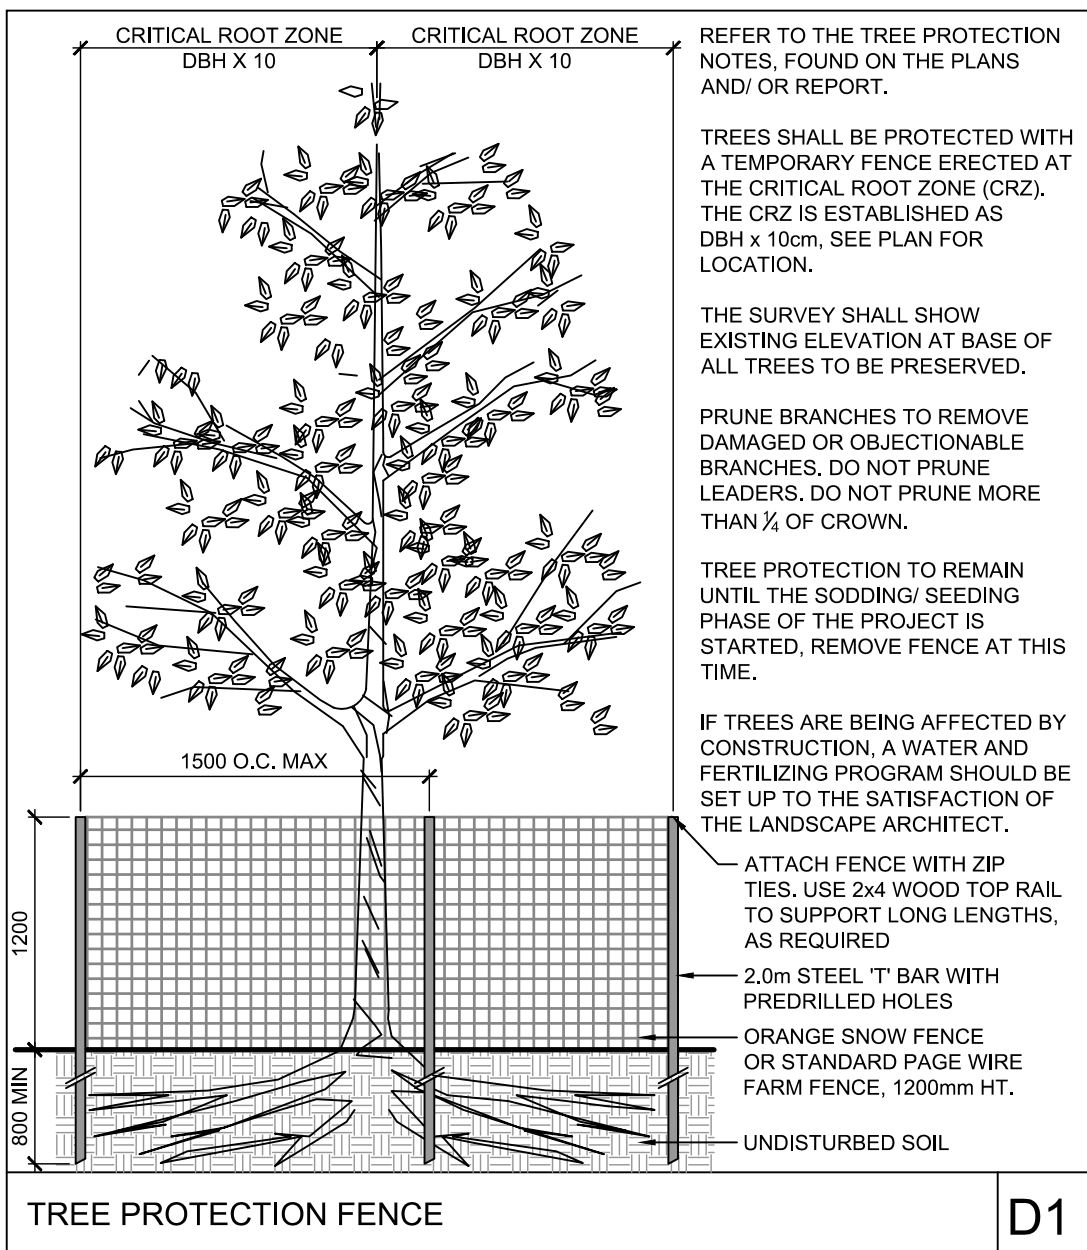 CRITICAL ROOT ZONE
DBH X 10
CRITICAL ROOT ZONE
DBH X 10
REFER TO THE TREE PROTECTION
NOTES, FOUND ON THE PLANS
AND/ OR REPORT.
TREES SHALL BE PROTECTED WITH
A TEMPORARY FENCE ERECTED AT
THE CRITICAL ROOT ZONE (CRZ).
THE CRZ IS ESTABLISHED AS
DBH x 10cm, SEE PLAN FOR
LOCATION.
THE SURVEY SHALL SHOW
EXISTING ELEVATION AT BASE OF
ALL TREES TO BE PRESERVED.
PRUNE BRANCHES TO REMOVE
DAMAGED OR OBJECTIONABLE
BRANCHES. DO NOT PRUNE
LEADERS. DO NOT PRUNE MORE
THAN ¼ OF CROWN.
TREE PROTECTION TO REMAIN
UNTIL THE SODDING/ SEEDING
PHASE OF THE PROJECT IS
STARTED, REMOVE FENCE AT THIS
TIME.
IF TREES ARE BEING AFFECTED BY
CONSTRUCTION, A WATER AND
FERTILIZING PROGRAM SHOULD BE
SET UP TO THE SATISFACTION OF
THE LANDSCAPE ARCHITECT.
1500 O.C. MAX
1200
800 MIN
ATTACH FENCE WITH ZIP
TIES. USE 2x4 WOOD TOP RAIL
TO SUPPORT LONG LENGTHS,
AS REQUIRED
2.0m STEEL 'T' BAR WITH
PREDRILLED HOLES
ORANGE SNOW FENCE
OR STANDARD PAGE WIRE
FARM FENCE, 1200mm HT.
UNDISTURBED SOIL
TREE PROTECTION FENCE
D1